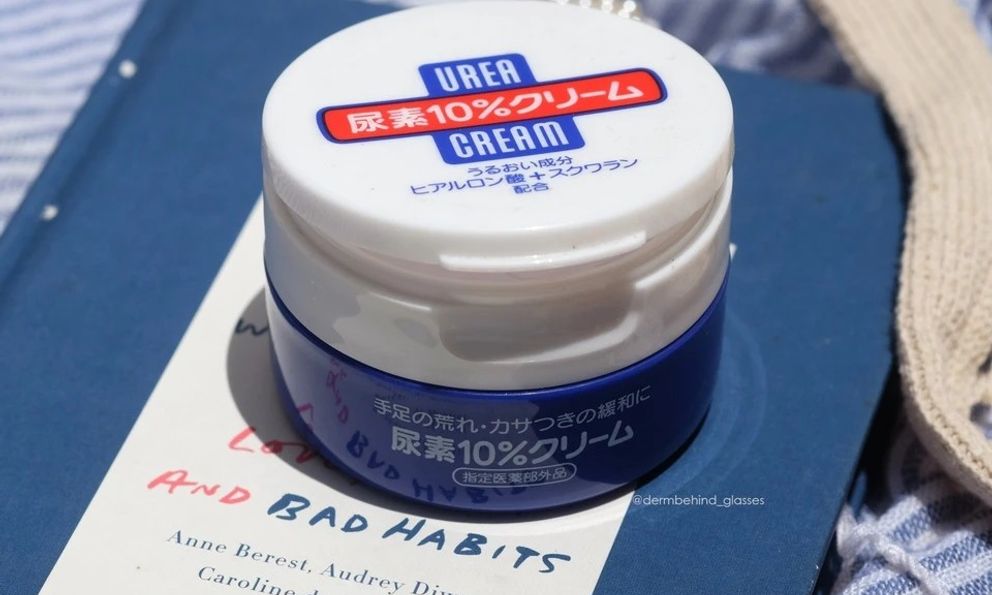 UREA
尿素10%クリーム
CREAM
うるおい成分
ヒアルロン酸+スクワラン
配合
手足の荒れ・カサつきの緩和に
尿素10%クリーム
指定医薬部外品
@dermbehind_glasses
AND BAD HABITS
Anne Berest, Audrey
Caroline